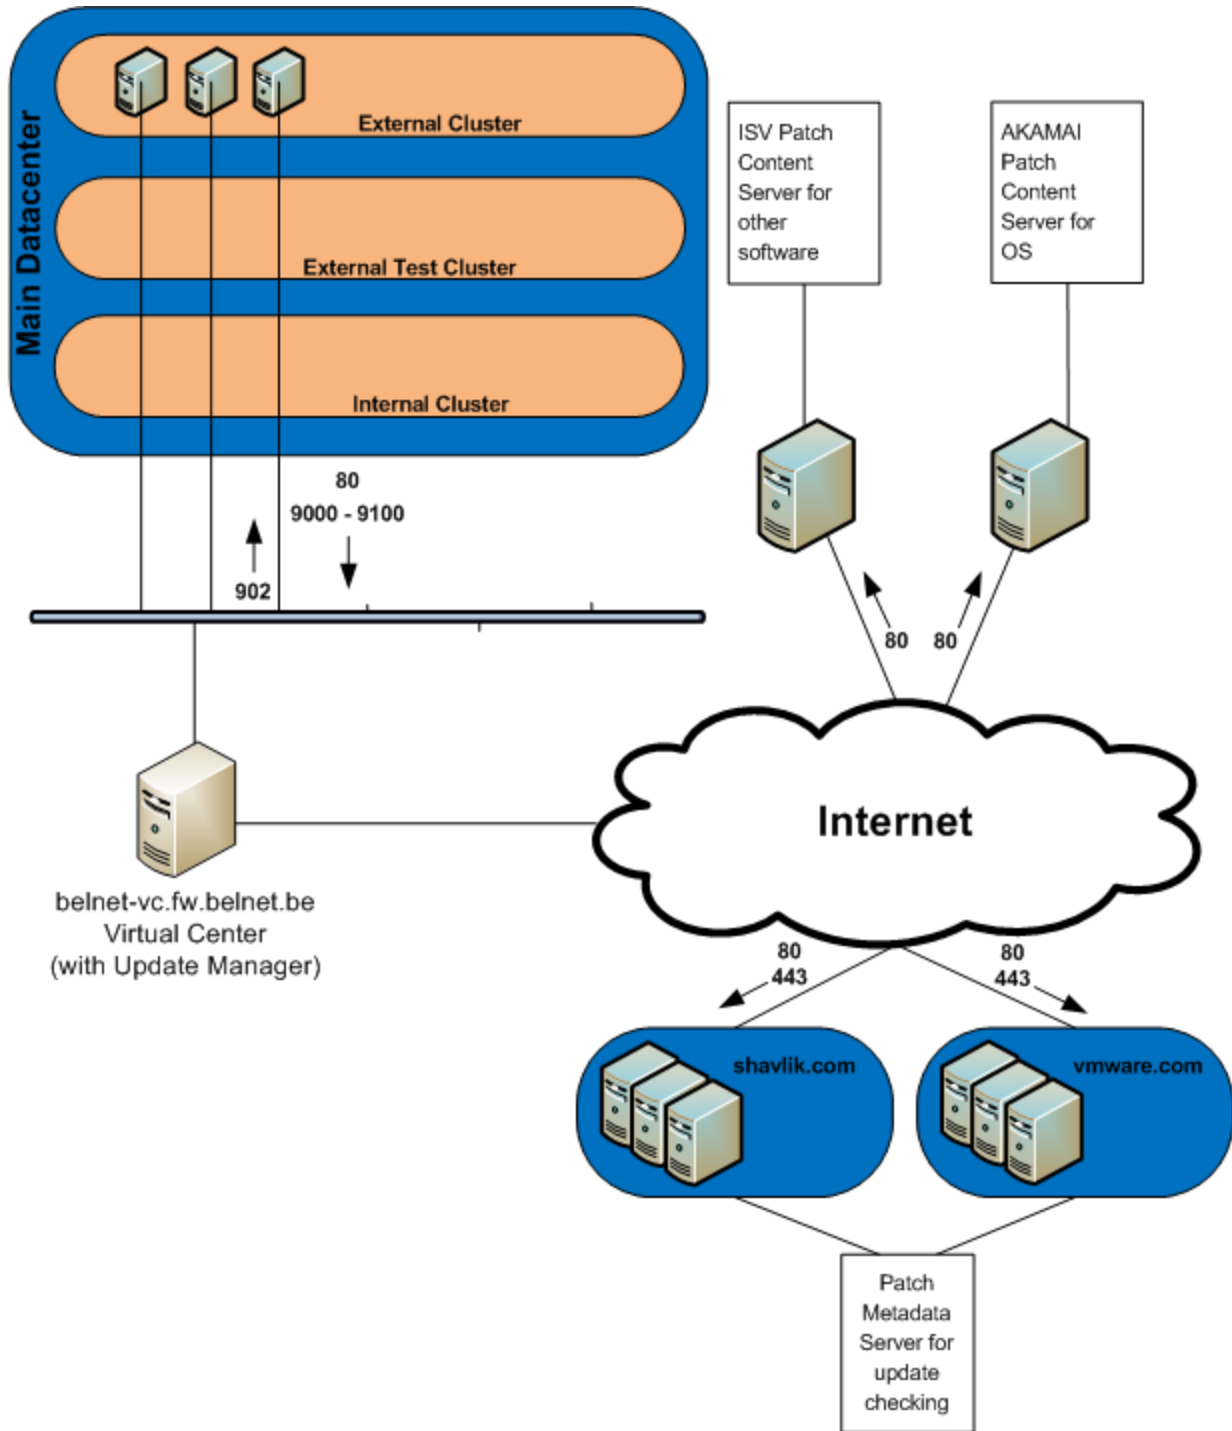 Main Datacenter
External Cluster
External Test Cluster
Internal Cluster
ISV Patch
Content
Server for
other
software
AKAMAI
Patch
Content
Server for
OS
80
9000 - 9100
902
80
80
Internet
belnet-vc.fw.belnet.be
Virtual Center
(with Update Manager)
80
443
80
443
shavlik.com
vmware.com
Patch
Metadata
Server for
update
checking